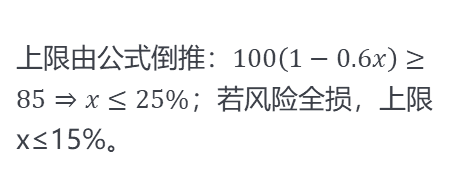 上限由公式倒推：100(1 − 0.6𝑥) ≥
85 ⇒ 𝑥 ≤ 25%；若风险全损，上限
x≤15%。